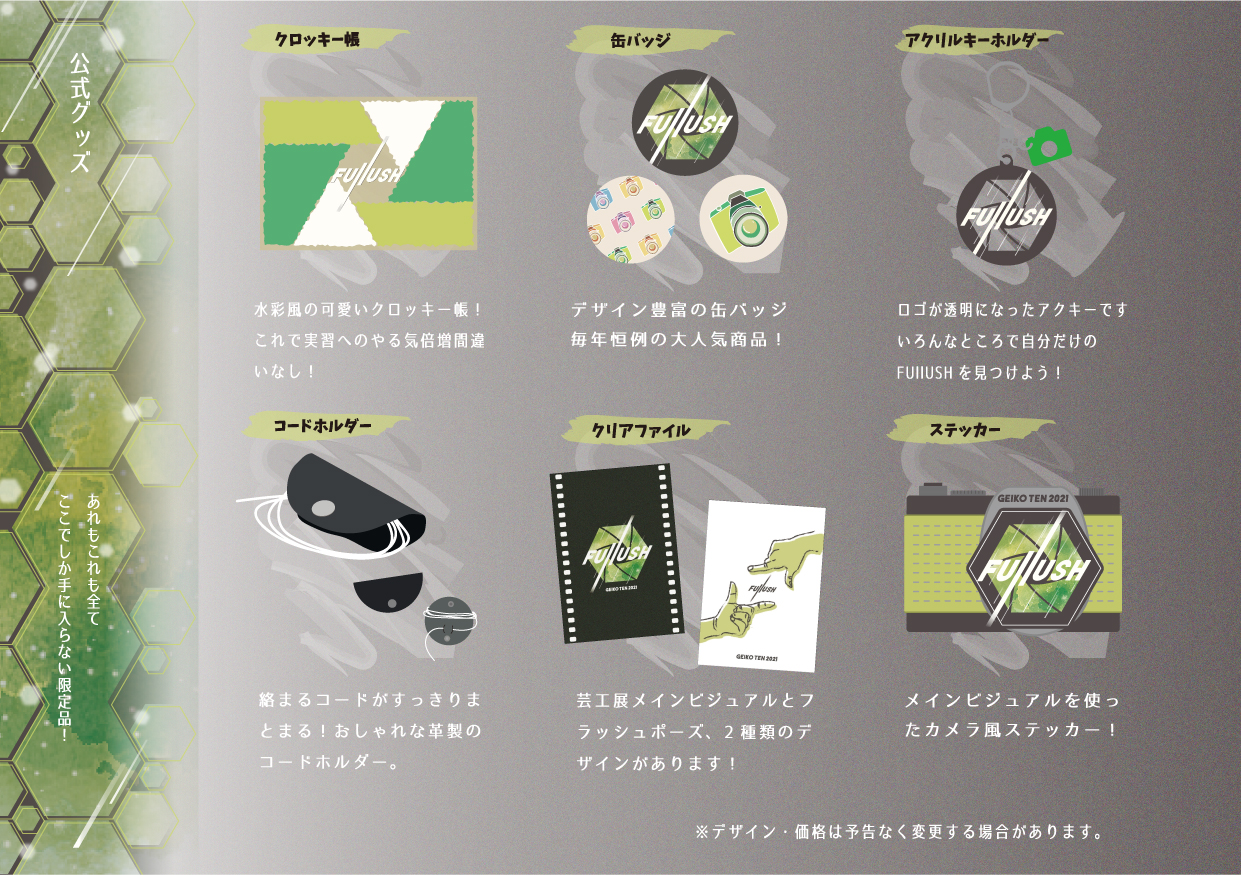 公式グッズ
あれもこれも全て
ここでしか手に入らない限定品！
クロッキー帳
FUllUSH
水彩風の可愛いクロッキー帳！
これで実習へのやる気倍増間違
いなし！
缶バッジ
FUllUSH
デザイン豊富の缶バッジ
毎年恒例の大人気商品！
アクリルキーホルダー
FUllUSH
ロゴが透明になったアクキーです
いろんなところで自分だけの
FUllUSHを見つけよう！
コードホルダー
絡まるコードがすっきりま
とまる！おしゃれな革製の
コードホルダー。
クリアファイル
FUllUSH
GEIKO TEN 2021
FUllUSH
GEIKO TEN 2021
芸工展メインビジュアルとフ
ラッシュポーズ、2種類のデ
ザインがあります！
ステッカー
GEIKO TEN 2021
FUllUSH
メインビジュアルを使っ
たカメラ風ステッカー！
※デザイン・価格は予告なく変更する場合があります。